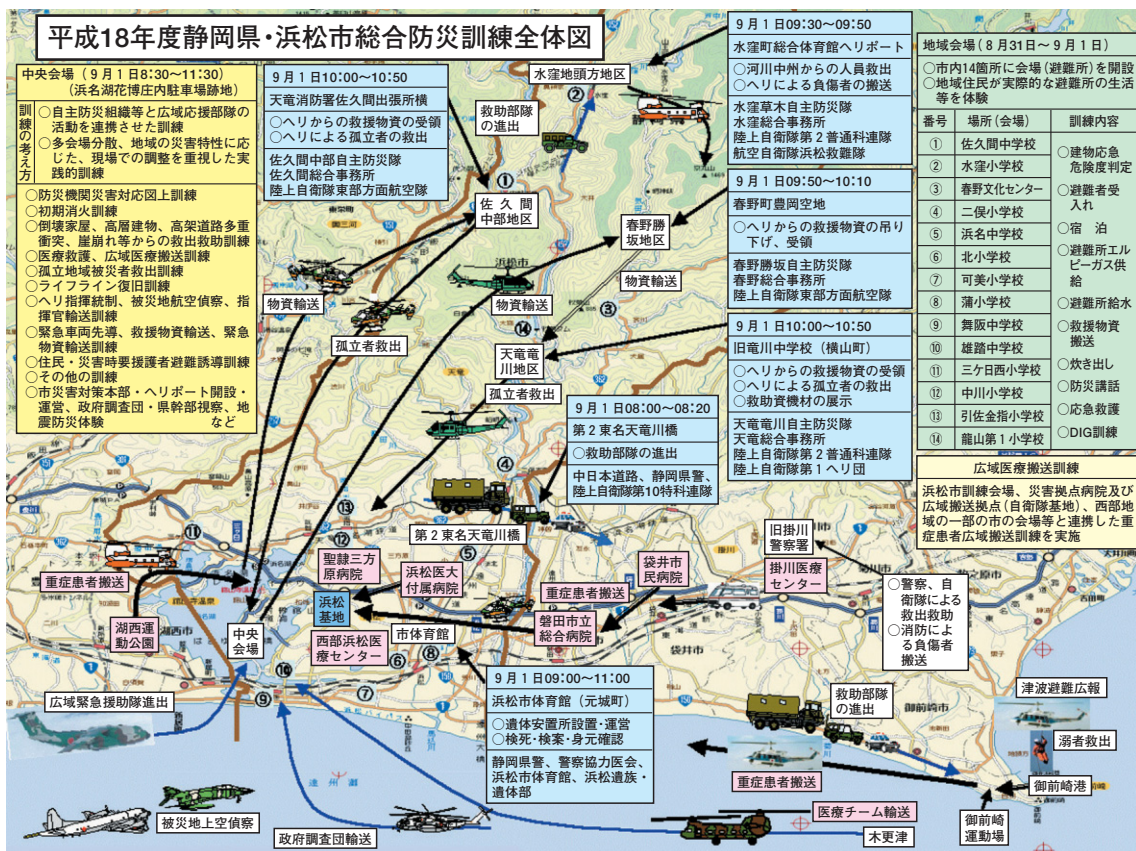 平成18年度静岡県・浜松市総合防災訓練全体図
中央会場（9月1日8:30～11:30）
（浜名湖花博庄内駐車場跡地）
訓練の考え方
○自主防災組織等と広域応援部隊の
活動を連携させた訓練
○多会場分散、地域の災害特性に応
じた、現場での調整を重視した実
践的訓練
○防災機関災害対応図上訓練
○初期消火訓練
○倒壊家屋、高層建物、高架道路多重
衝突、崖崩れ等からの救出救助訓練
○医療救護、広域医療搬送訓練
○孤立地域被災者救出訓練
○ライフライン復旧訓練
○ヘリ指揮統制、被災地航空偵察、指
揮官輸送訓練
○緊急車両先導、救援物資輸送、緊急
物資輸送訓練
○住民・災害時要援護者避難誘導訓練
○その他の訓練
○市災害対策本部・ヘリポート開設・
運営、政府調査団・県幹部視察、地
震防災体験　など
9月1日10:00～10:50
天竜消防署佐久間出張所横
○ヘリからの救援物資の受領
○ヘリによる孤立者の救出
佐久間中部自主防災隊
佐久間総合事務所
陸上自衛隊東部方面航空隊
水窪地頭方地区
②
救助部隊
の進出
静岡県
①
佐久間
中部地区
春野勝
坂地区
浜松市
物資輸送
物資輸送
物資輸送
孤立者救出
③
⑭
天竜竜
川地区
孤立者救出
9月1日09:30～09:50
水窪町総合体育館ヘリポート
○河川中州からの人員救出
○ヘリによる負傷者の搬送
水窪草木自主防災隊
水窪総合事務所
陸上自衛隊第2普通科連隊
航空自衛隊浜松救難隊
9月1日09:50～10:10
春野町豊岡空地
○ヘリからの救援物資の吊り
下げ、受領
春野勝坂自主防災隊
春野総合事務所
陸上自衛隊東部方面航空隊
9月1日10:00～10:50
旧竜川中学校（横山町）
○ヘリからの救援物資の受領
○ヘリによる孤立者の救出
○救助資機材の展示
天竜竜川自主防災隊
天竜総合事務所
陸上自衛隊第2普通科連隊
陸上自衛隊第1ヘリ団
地域会場（8月31日～9月1日）
○市内14箇所に会場（避難所）を開設
○地域住民が実際的な避難所の生活
等を体験
番号　場所（会場）　訓練内容
①　佐久間中学校
②　水窪小学校
③　春野文化センター
④　二俣小学校
⑤　浜名中学校
⑥　北小学校
⑦　可美小学校
⑧　蒲小学校
⑨　舞阪中学校
⑩　雄踏中学校
⑪　三ケ日西小学校
⑫　中川小学校
⑬　引佐金指小学校
⑭　龍山第1小学校
○建物応急
危険度判定
○避難者受
入れ
○宿　泊
○避難所エル
ピーガス供
給
○避難所給水
○救援物資
搬送
○炊き出し
○防災講話
○応急救護
○DIG訓練
広域医療搬送訓練
浜松市訓練会場、災害拠点病院及び
広域搬送拠点（自衛隊基地）、西部地
域の一部の市の会場等と連携した重
症患者広域搬送訓練を実施
9月1日08:00～08:20
第2東名天竜川橋
○救助部隊の進出
中日本道路、静岡県警、
陸上自衛隊第10特科連隊
④
第2東名天竜川橋
⑪
⑬
⑫
⑤
重症患者搬送
聖隷三方
原病院
浜松医大
付属病院
浜松
基地
湖西運
動公園
湖西市
中央
会場
西部浜松医
療センター
市体育館
⑥
⑧
⑩
⑨
⑦
重症患者搬送
袋井市
民病院
磐田市立
総合病院
旧掛川
警察署
掛川医療
センター
○警察、自
衛隊による
救出救助
○消防によ
る負傷者
搬送
袋井市
9月1日09:00～11:00
浜松市体育館（元城町）
○遺体安置所設置・運営
○検死・検案・身元確認
静岡県警、警察協力医会、
浜松市体育館、浜松遺族・
遺体部
広域緊急援助隊進出
被災地上空偵察
政府調査団輸送
遠州灘
救助部隊
の進出
御前崎市
津波避難広報
溺者救出
重症患者搬送
御前崎港
御前崎
運動場
医療チーム輸送
木更津